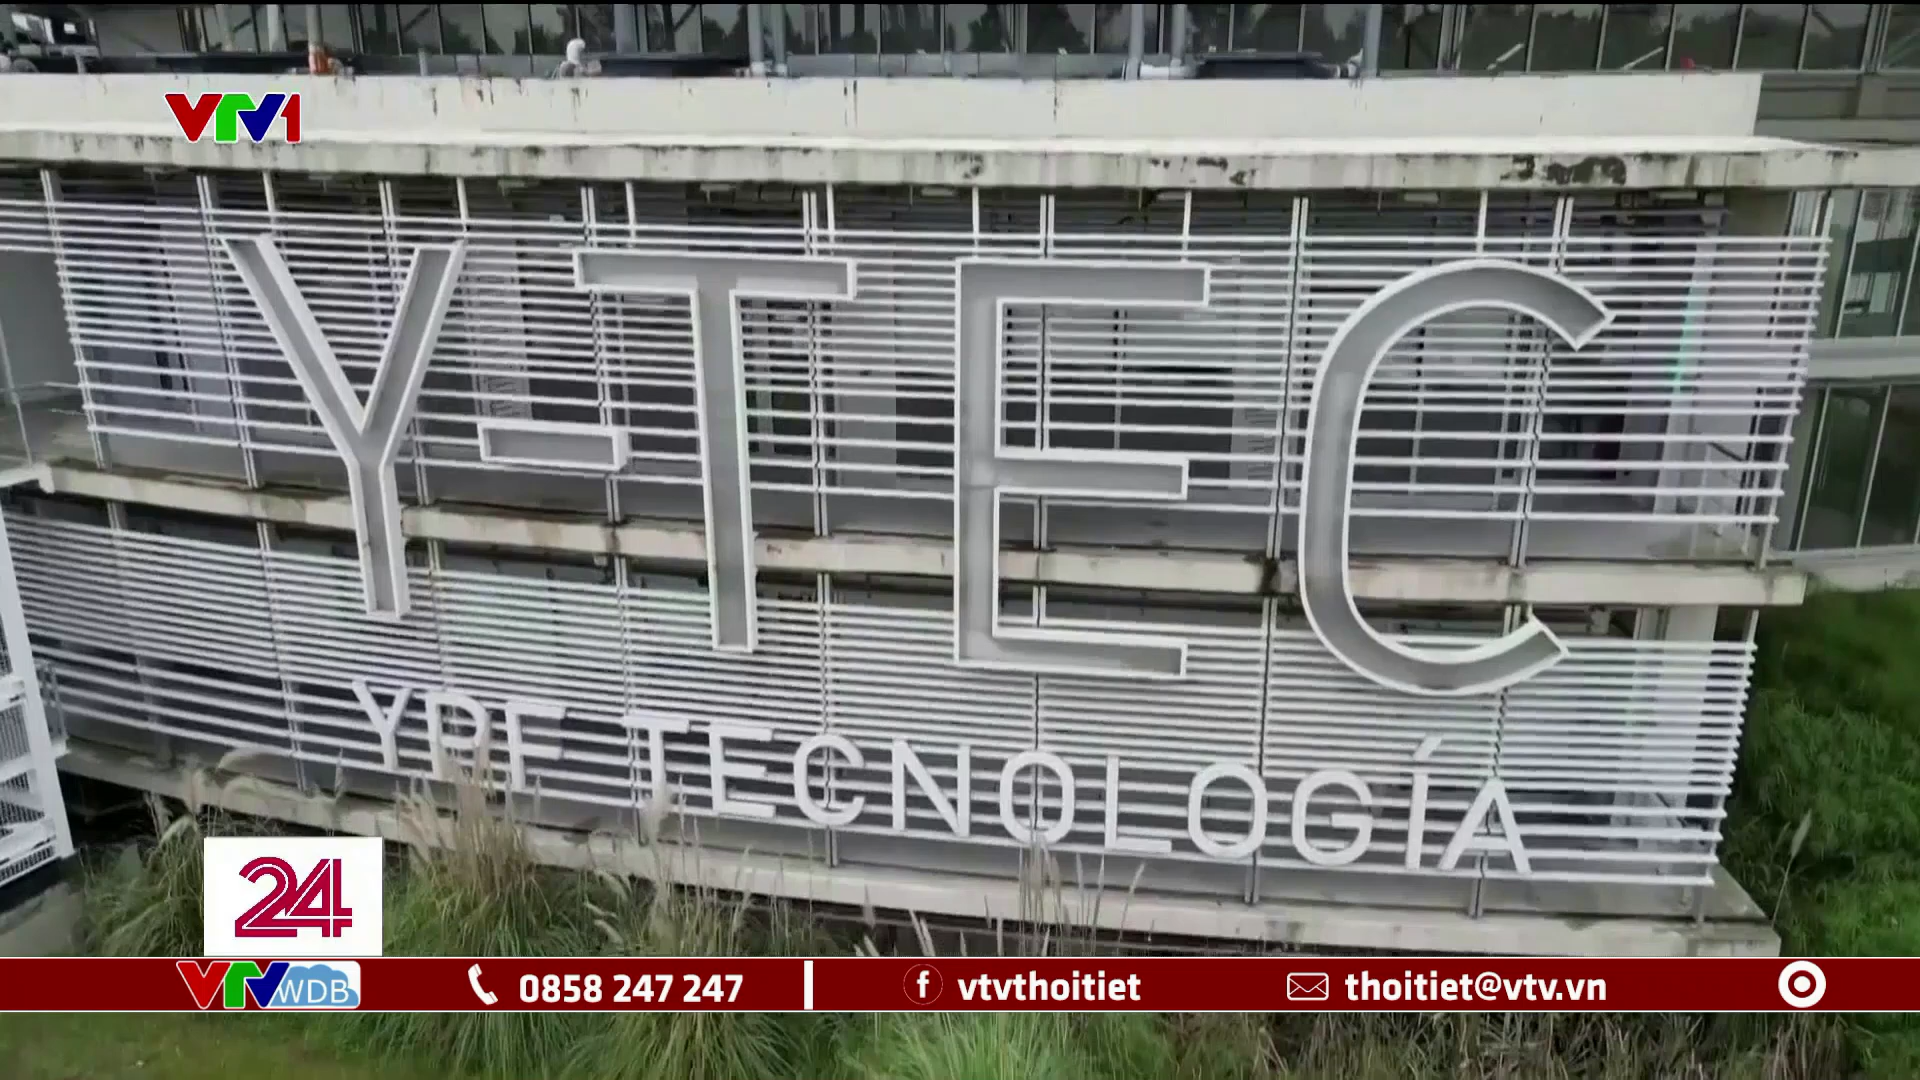 VTV1
Y-TEC
YPF TECNOLOGÍA
24
VTV WDB
0858 247 247
f vtvthoitiet
thoitiet@vtv.vn